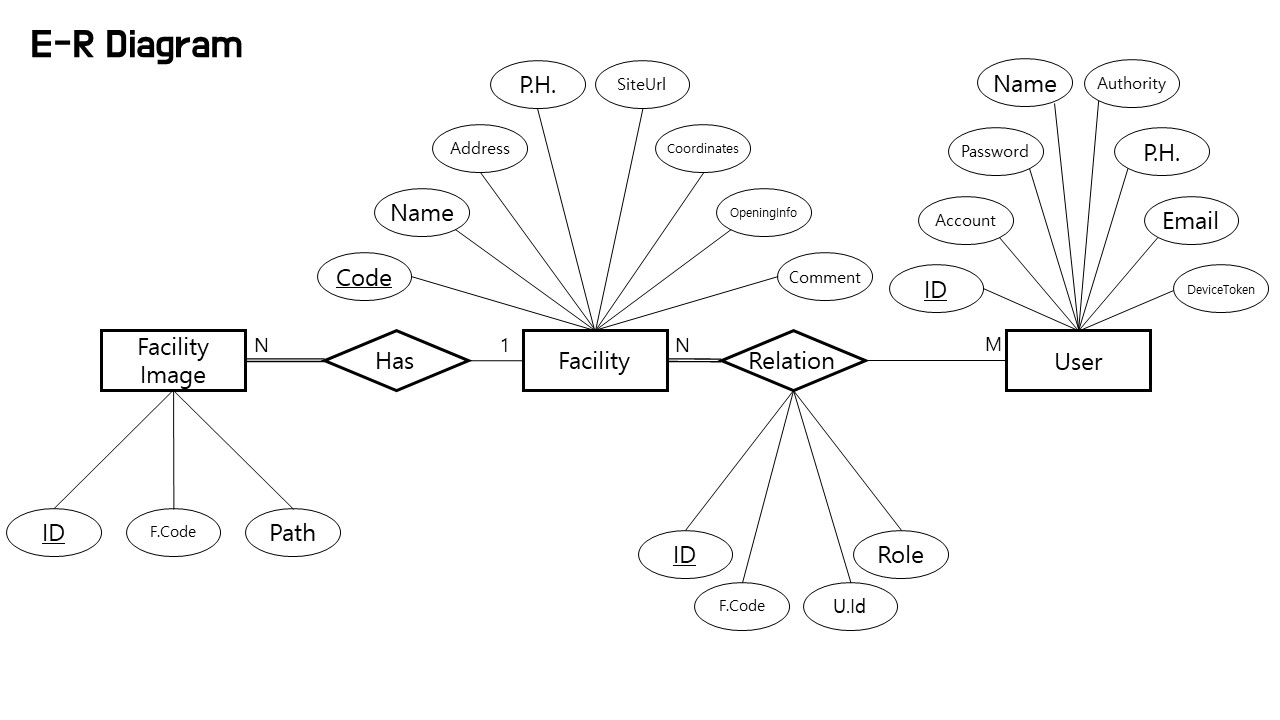 E-R Diagram
P.H.
SiteUrl
Name
Authority
Address
Coordinates
Password
P.H.
Name
OpeningInfo
Account
Email
Code
Comment
ID
DeviceToken
Facility
Image
N
Has
1
Facility
N
Relation
M
User
ID
F.Code
Path
ID
Role
F.Code
U.Id